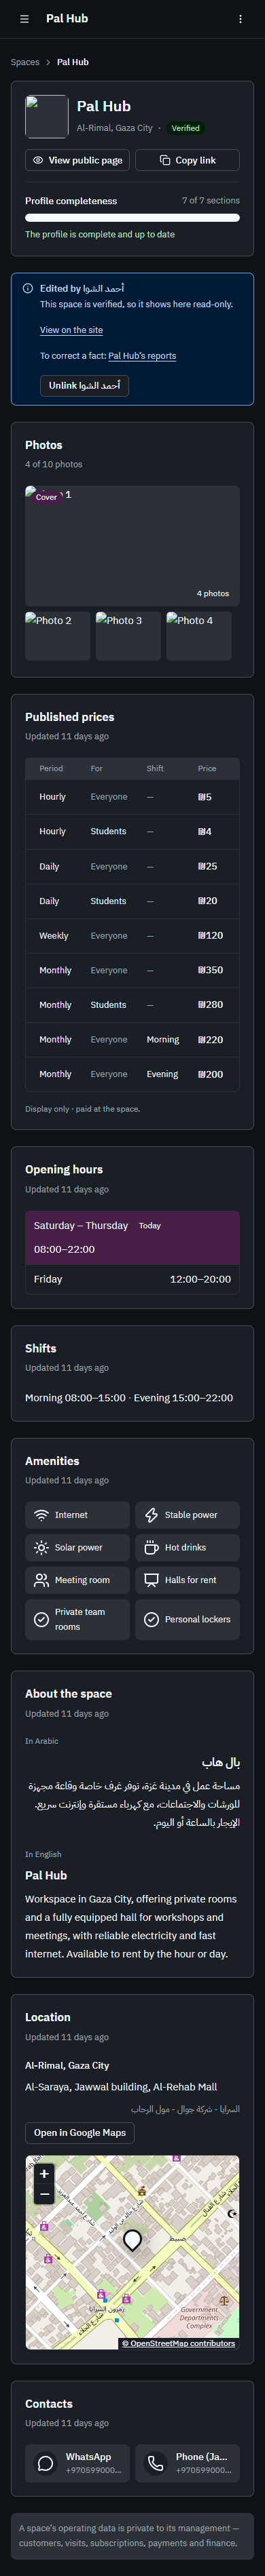 Pal Hub
Spaces > Pal Hub
Pal Hub
Al-Rimal, Gaza City · Verified
View public page
Copy link
Profile completeness 7 of 7 sections
The profile is complete and up to date
Edited by أحمد الشوا
This space is verified, so it shows here read-only.
View on the site
To correct a fact: Pal Hub's reports
Unlink أحمد الشوا
Photos
4 of 10 photos
Cover
1
4 photos
Photo 2 Photo 3 Photo 4
Published prices
Updated 11 days ago
Period For Shift Price
Hourly Everyone — ₪5
Hourly Students — ₪4
Daily Everyone — ₪25
Daily Students — ₪20
Weekly Everyone — ₪120
Monthly Everyone — ₪350
Monthly Students — ₪280
Monthly Everyone Morning ₪220
Monthly Everyone Evening ₪200
Display only · paid at the space.
Opening hours
Updated 11 days ago
Saturday – Thursday Today
08:00–22:00
Friday 12:00–20:00
Shifts
Updated 11 days ago
Morning 08:00–15:00 · Evening 15:00–22:00
Amenities
Updated 11 days ago
Internet
Stable power
Solar power
Hot drinks
Meeting room
Halls for rent
Private team
rooms
Personal lockers
About the space
Updated 11 days ago
In Arabic
بال هاب
مساحة عمل في مدينة غزة، نوفر غرف خاصة وقاعة مجهزة
للورشات والاجتماعات، مع كهرباء مستقرة وإنترنت سريع.
الإيجار بالساعة أو اليوم.
In English
Pal Hub
Workspace in Gaza City, offering private rooms
and a fully equipped hall for workshops and
meetings, with reliable electricity and fast
internet. Available to rent by the hour or day.
Location
Updated 11 days ago
Al-Rimal, Gaza City
Al-Saraya, Jawwal building, Al-Rehab Mall
السرايا - شركة جوال - مول الرحاب
Open in Google Maps
+
−
ضبيط
رمزون السرايا
شارع الجلاء
Government
Departments
Complex
© OpenStreetMap contributors
Contacts
Updated 11 days ago
WhatsApp
+970599000...
Phone (Ja...
+970599000...
A space's operating data is private to its management —
customers, visits, subscriptions, payments and finance.